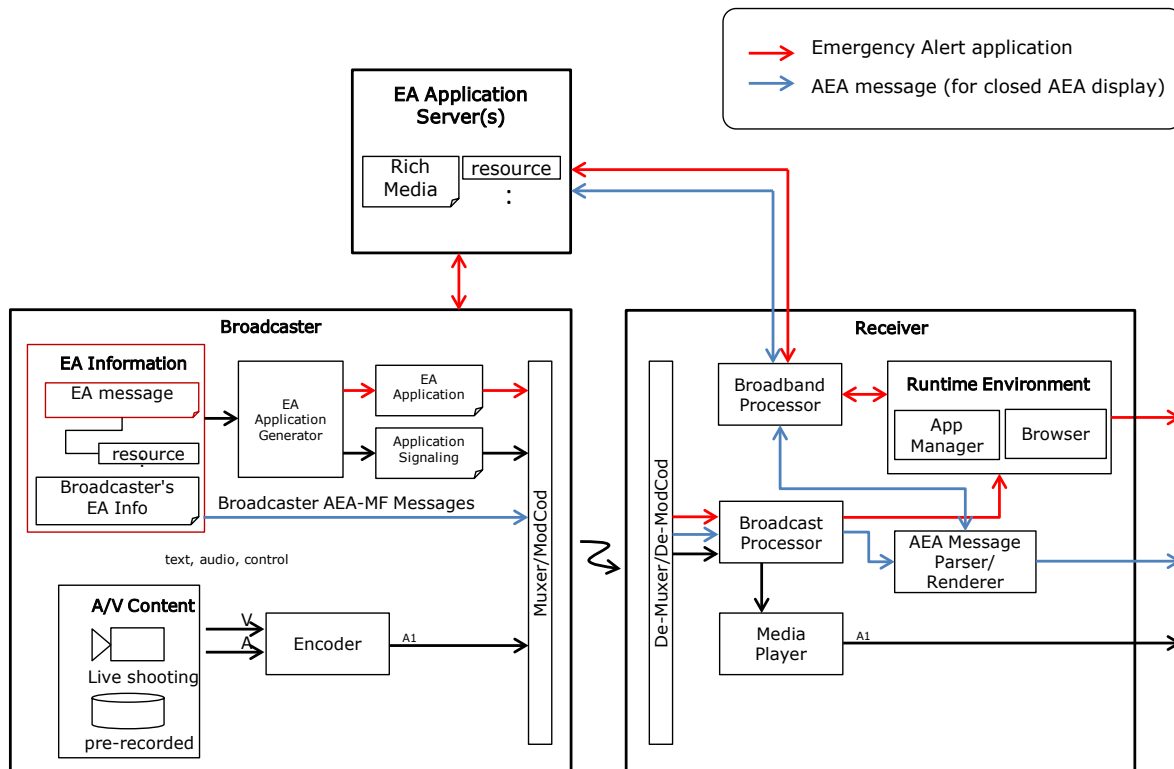 Emergency Alert application
AEA message (for closed AEA display)
EA Application
Server(s)
Rich
Media
resource
:
Broadcaster
EA Information
EA message
resource
:
Broadcaster's
EA Info
EA
Application
Generator
EA
Application
Application
Signaling
Broadcaster AEA-MF Messages
text, audio, control
A/V Content
Live shooting
pre-recorded
V
A
Encoder
A1
Muxer/ModCod
Receiver
De-Muxer/De-ModCod
Broadband
Processor
Runtime Environment
App
Manager
Browser
Broadcast
Processor
AEA Message
Parser/
Renderer
Media
Player
A1